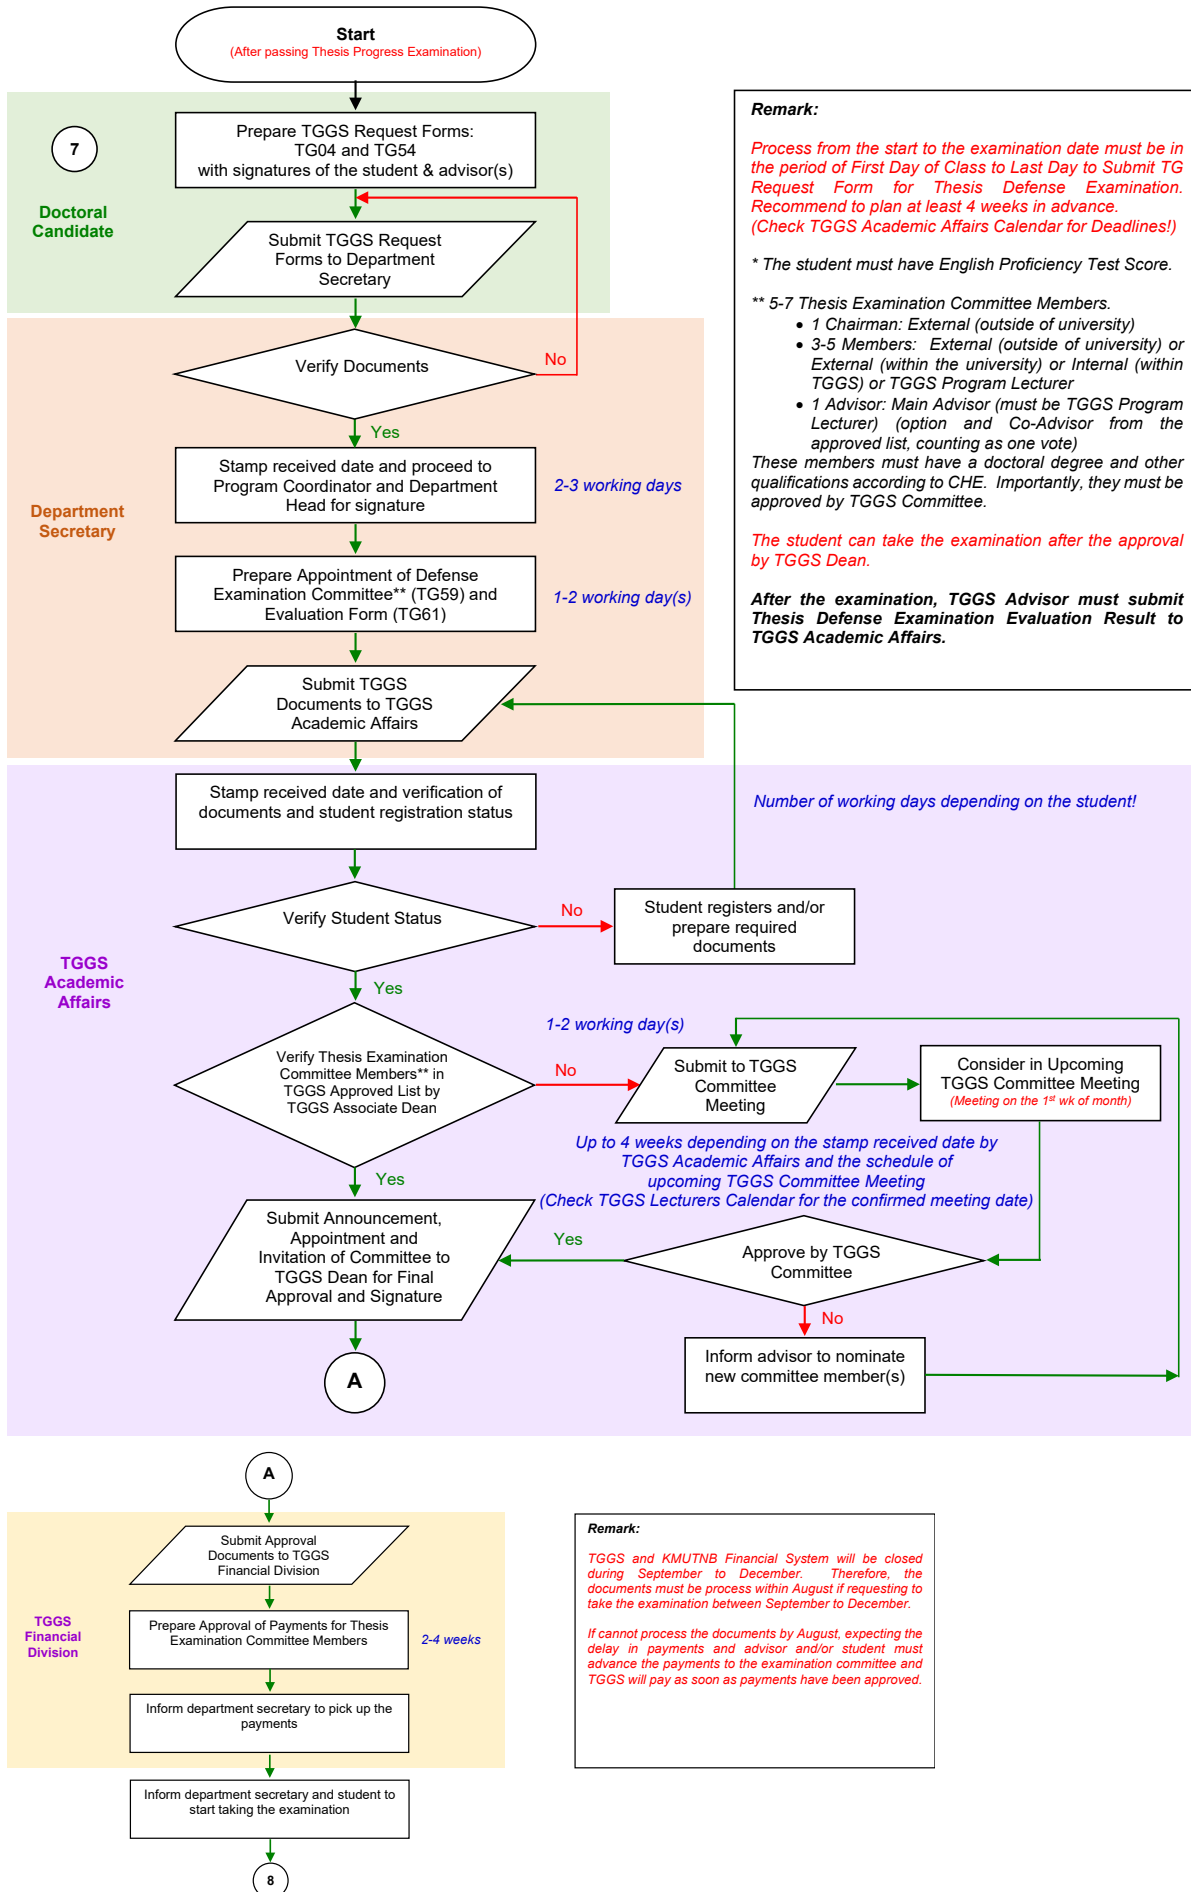 Start
(After passing Thesis Progress Examination)
7
Doctoral
Candidate
Prepare TGGS Request Forms:
TG04 and TG54
with signatures of the student & advisor(s)
Submit TGGS Request
Forms to Department
Secretary
Verify Documents
No
Yes
Department
Secretary
Stamp received date and proceed to
Program Coordinator and Department
Head for signature
2-3 working days
Prepare Appointment of Defense
Examination Committee** (TG59) and
Evaluation Form (TG61)
1-2 working day(s)
Submit TGGS
Documents to TGGS
Academic Affairs
Remark:
Process from the start to the examination date must be in
the period of First Day of Class to Last Day to Submit TG
Request Form for Thesis Defense Examination.
Recommend to plan at least 4 weeks in advance.
(Check TGGS Academic Affairs Calendar for Deadlines!)
* The student must have English Proficiency Test Score.
** 5-7 Thesis Examination Committee Members.
• 1 Chairman: External (outside of university)
• 3-5 Members: External (outside of university) or
External (within the university) or Internal (within
TGGS) or TGGS Program Lecturer
• 1 Advisor: Main Advisor (must be TGGS Program
Lecturer) (option and Co-Advisor from the
approved list, counting as one vote)
These members must have a doctoral degree and other
qualifications according to CHE. Importantly, they must be
approved by TGGS Committee.
The student can take the examination after the approval
by TGGS Dean.
After the examination, TGGS Advisor must submit
Thesis Defense Examination Evaluation Result to
TGGS Academic Affairs.
Stamp received date and verification of
documents and student registration status
Number of working days depending on the student!
Verify Student Status
No
Student registers and/or
prepare required
documents
TGGS
Academic
Affairs
Yes
1-2 working day(s)
Verify Thesis Examination
Committee Members** in
TGGS Approved List by
TGGS Associate Dean
No
Submit to TGGS
Committee
Meeting
Consider in Upcoming
TGGS Committee Meeting
(Meeting on the 1st wk of month)
Up to 4 weeks depending on the stamp received date by
TGGS Academic Affairs and the schedule of
upcoming TGGS Committee Meeting
(Check TGGS Lecturers Calendar for the confirmed meeting date)
Yes
Submit Announcement,
Appointment and
Invitation of Committee to
TGGS Dean for Final
Approval and Signature
Yes
Approve by TGGS
Committee
No
Inform advisor to nominate
new committee member(s)
A
A
Submit Approval
Documents to TGGS
Financial Division
TGGS
Financial
Division
Prepare Approval of Payments for Thesis
Examination Committee Members
2-4 weeks
Inform department secretary to pick up the
payments
Inform department secretary and student to
start taking the examination
8
Remark:
TGGS and KMUTNB Financial System will be closed
during September to December. Therefore, the
documents must be process within August if requesting to
take the examination between September to December.
If cannot process the documents by August, expecting the
delay in payments and advisor and/or student must
advance the payments to the examination committee and
TGGS will pay as soon as payments have been approved.